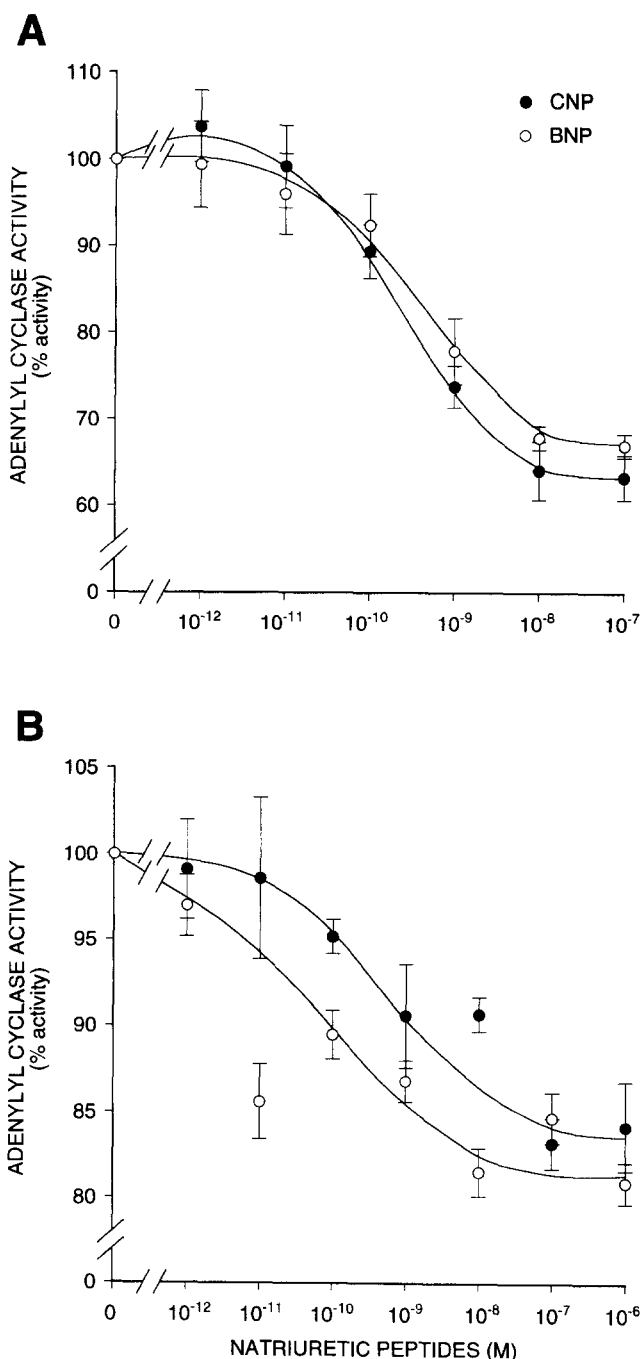 A
110
100
90
80
70
60
0
ADENYLYL CYCLASE ACTIVITY
(% activity)
● CNP
○ BNP
0 10⁻¹² 10⁻¹¹ 10⁻¹⁰ 10⁻⁹ 10⁻⁸ 10⁻⁷
B
105
100
95
90
85
80
0
ADENYLYL CYCLASE ACTIVITY
(% activity)
0 10⁻¹² 10⁻¹¹ 10⁻¹⁰ 10⁻⁹ 10⁻⁸ 10⁻⁷ 10⁻⁶
NATRIURETIC PEPTIDES (M)